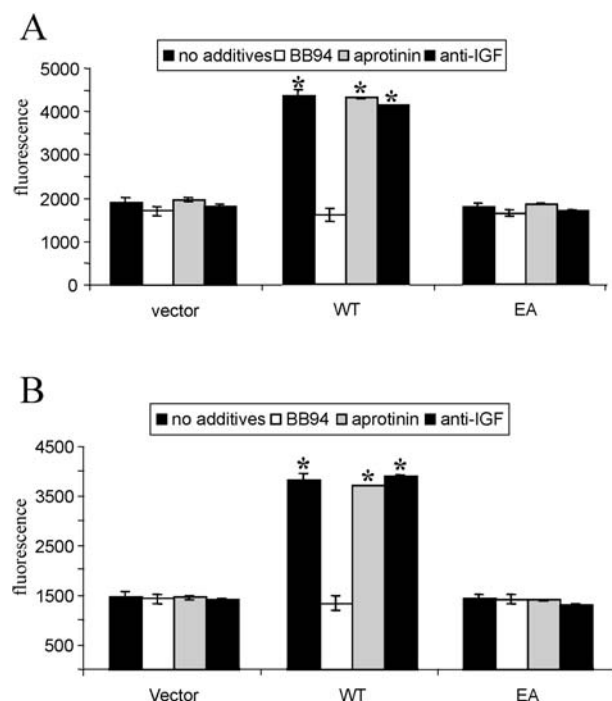 A
no additives BB94 aprotinin anti-IGF
5000
4000
3000
2000
1000
0
fluorescence
* * *
vector WT EA
B
no additives BB94 aprotinin anti-IGF
4500
3500
2500
1500
500
fluorescence
* * *
Vector WT EA